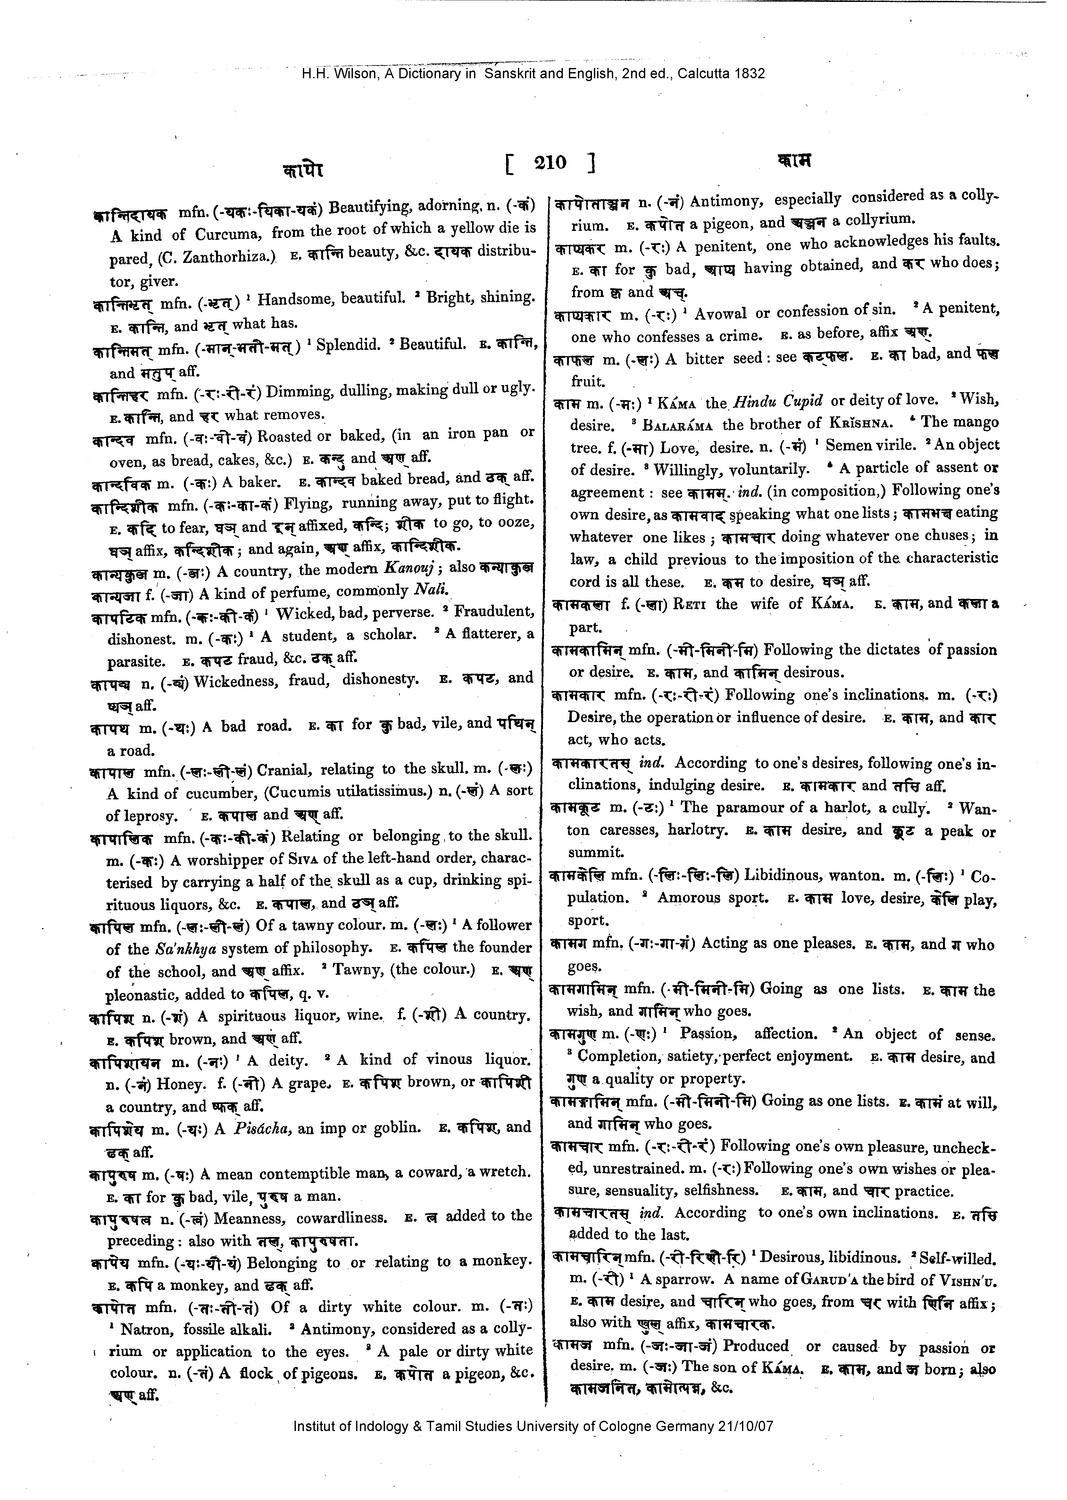 H.H. Wilson, A Dictionary in Sanskrit and English, 2nd ed., Calcutta 1832
कापो
[ 210 ]
काम
कान्तिदायक mfn. (-यकः-यिका-यकं) Beautifying, adorning. n. (-कं)
A kind of Curcuma, from the root of which a yellow die is
pared, (C. Zanthorhiza.) E. कान्ति beauty, &c. दायक distribu-
tor, giver.
कान्तिभृत् mfn. (-भृत्) ¹ Handsome, beautiful. ² Bright, shining.
E. कान्ति, and भृत् what has.
कान्तिमत् mfn. (-मान्-मती-मत्) ¹ Splendid. ² Beautiful. E. कान्ति,
and मतुप् aff.
कान्तिहर mfn. (-रः-री-रं) Dimming, dulling, making dull or ugly.
E. कान्ति, and हर what removes.
कान्दव mfn. (-वः-वी-वं) Roasted or baked, (in an iron pan or
oven, as bread, cakes, &c.) E. कन्दु and अण् aff.
कान्दविक m. (-कः) A baker. E. कान्दव baked bread, and ठक् aff.
कान्दिशीक mfn. (-कः-का-कं) Flying, running away, put to flight.
E. कदि to fear, घञ् and इन् affixed, कन्दि; शीक to go, to ooze,
घञ् affix, कन्दिशीक; and again, अण् affix, कान्दिशीक.
कान्यकुब्ज m. (-ब्जः) A country, the modern Kanouj; also कन्याकुब्ज
कान्यजा f. (-जा) A kind of perfume, commonly Nali.
कापटिक mfn. (-कः-की-कं) ¹ Wicked, bad, perverse. ² Fraudulent,
dishonest. m. (-कः) ¹ A student, a scholar. ² A flatterer, a
parasite. E. कपट fraud, &c. ठक् aff.
कापट्य n. (-ट्यं) Wickedness, fraud, dishonesty. E. कपट, and
ष्यञ् aff.
कापथ m. (-थः) A bad road. E. का for कु bad, vile, and पथिन्
a road.
कापाल mfn. (-लः-ली-लं) Cranial, relating to the skull. m. (-लः)
A kind of cucumber, (Cucumis utilatissimus.) n. (-लं) A sort
of leprosy. E. कपाल and अण् aff.
कापालिक mfn. (-कः-की-कं) Relating or belonging to the skull.
m. (-कः) A worshipper of SIVA of the left-hand order, charac-
terised by carrying a half of the skull as a cup, drinking spi-
rituous liquors, &c. E. कपाल, and ठञ् aff.
कापिल mfn. (-लः-ली-लं) Of a tawny colour. m. (-लः) ¹ A follower
of the Sa'nkhya system of philosophy. E. कपिल the founder
of the school, and अण् affix. ² Tawny, (the colour.) E. अण्
pleonastic, added to कपिल, q. v.
कापिश n. (-शं) A spirituous liquor, wine. f. (-शी) A country.
E. कपिश brown, and अण् aff.
कापिशायन m. (-नः) ¹ A deity. ² A kind of vinous liquor.
n. (-नं) Honey. f. (-नी) A grape. E. कपिश brown, or कापिशी
a country, and ष्फक् aff.
कापिशेय m. (-यः) A Pisácha, an imp or goblin. E. कपिश, and
ढक् aff.
कापुरुष m. (-षः) A mean contemptible man, a coward, a wretch.
E. का for कु bad, vile, पुरुष a man.
कापुरुषत्व n. (-त्वं) Meanness, cowardliness. E. त्व added to the
preceding: also with तल्, कापुरुषता.
कापेय mfn. (-यः-यी-यं) Belonging to or relating to a monkey.
E. कपि a monkey, and ढक् aff.
कापोत mfn. (-तः-ती-तं) Of a dirty white colour. m. (-तः)
¹ Natron, fossile alkali. ² Antimony, considered as a colly-
rium or application to the eyes. ³ A pale or dirty white
colour. n. (-तं) A flock of pigeons. E. कपोत a pigeon, &c.
अण् aff.
कापोताञ्जन n. (-नं) Antimony, especially considered as a colly-
rium. E. कपोत a pigeon, and अञ्जन a collyrium.
काप्यकर m. (-रः) A penitent, one who acknowledges his faults.
E. का for कु bad, आप्य having obtained, and कर who does;
from कृ and अच्.
काप्यकार m. (-रः) ¹ Avowal or confession of sin. ² A penitent,
one who confesses a crime. E. as before, affix अण्.
काफल m. (-लः) A bitter seed: see कट्फल. E. का bad, and फल
fruit.
काम m. (-मः) ¹ KÁMA the Hindu Cupid or deity of love. ² Wish,
desire. ³ BALARÁMA the brother of KRĬSHNA. ⁴ The mango
tree. f. (-मा) Love, desire. n. (-मं) ¹ Semen virile. ² An object
of desire. ³ Willingly, voluntarily. ⁴ A particle of assent or
agreement: see कामम्. ind. (in composition,) Following one's
own desire, as कामवाद speaking what one lists; कामभक्ष eating
whatever one likes; कामचार doing whatever one chuses; in
law, a child previous to the imposition of the characteristic
cord is all these. E. कम to desire, घञ् aff.
कामकला f. (-ला) RETI the wife of KÁMA. E. काम, and कला a
part.
कामकामिन् mfn. (-मी-मिनी-मि) Following the dictates of passion
or desire. E. काम, and कामिन् desirous.
कामकार mfn. (-रः-री-रं) Following one's inclinations. m. (-रः)
Desire, the operation or influence of desire. E. काम, and कार
act, who acts.
कामकारतस् ind. According to one's desires, following one's in-
clinations, indulging desire. E. कामकार and तसि aff.
कामकूट m. (-टः) ¹ The paramour of a harlot, a cully. ² Wan-
ton caresses, harlotry. E. काम desire, and कूट a peak or
summit.
कामकेलि mfn. (-लिः-लिः-लि) Libidinous, wanton. m. (-लिः) ¹ Co-
pulation. ² Amorous sport. E. काम love, desire, केलि play,
sport.
कामग mfn. (-गः-गा-गं) Acting as one pleases. E. काम, and ग who
goes.
कामगामिन् mfn. (-मी-मिनी-मि) Going as one lists. E. काम the
wish, and गामिन् who goes.
कामगुण m. (-णः) ¹ Passion, affection. ² An object of sense.
³ Completion, satiety, perfect enjoyment. E. काम desire, and
गुण a quality or property.
कामङ्गामिन् mfn. (-मी-मिनी-मि) Going as one lists. E. कामं at will,
and गामिन् who goes.
कामचार mfn. (-रः-री-रं) Following one's own pleasure, uncheck-
ed, unrestrained. m. (-रः) Following one's own wishes or plea-
sure, sensuality, selfishness. E. काम, and चार practice.
कामचारतस् ind. According to one's own inclinations. E. तसि
added to the last.
कामचारिन् mfn. (-री-रिणी-रि) ¹ Desirous, libidinous. ² Self-willed.
m. (-री) ¹ A sparrow. A name of GARUD'A the bird of VISHN'U.
E. काम desire, and चारिन् who goes, from चर with णिनि affix;
also with ण्वुल् affix, कामचारक.
कामज mfn. (-जः-जा-जं) Produced or caused by passion or
desire. m. (-जः) The son of KÁMA. E. काम, and ज born; also
कामजनित, कामोत्पन्न, &c.
Institut of Indology & Tamil Studies University of Cologne Germany 21/10/07